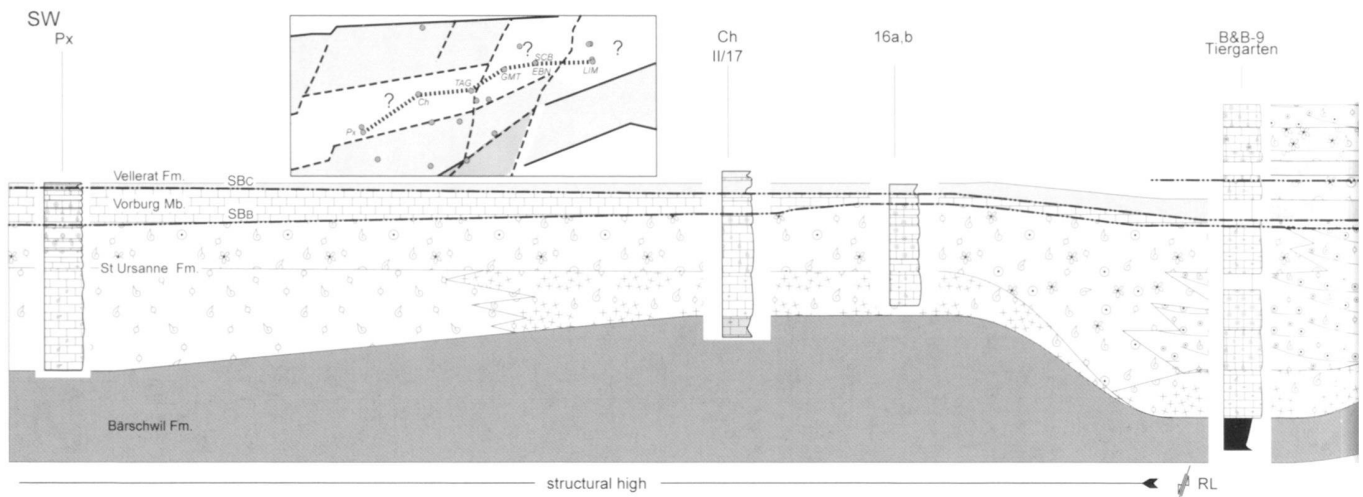 SW
Px
Ch
II/17
16a,b
B&B-9
Tiergarten
?
SCB
?
TAG
GMT
EBN
LIM
?
Ch
Px
Vellerat Fm.
SBC
Vorburg Mb.
SBB
St Ursanne Fm.
Bärschwil Fm.
structural high
RL